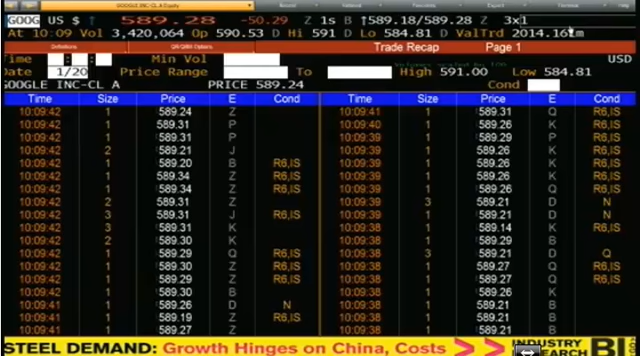 GOOGLE INC-CL A Equity
GOOG US $ ↑ 589.28 -50.29 Z 1s B ↑589.18/589.28 Z 3x1
At 10:09 Vol 3,420,064 Op 590.53 D Hi 591 D Lo 584.81 D ValTrd 2014.161m
Definitions QR/QRM Options Trade Recap Page 1
Time : : Min Vol USD
Date 1/20 Price Range To High 591.00 Low 584.81
GOOGLE INC-CL A PRICE 589.24 Cond
Time Size Price E Cond Time Size Price E Cond
10:09:42 1 589.24 Z 10:09:41 1 589.31 Q R6,IS
10:09:42 1 589.31 P 10:09:40 1 589.26 K R6,IS
10:09:42 1 589.31 P 10:09:39 1 589.29 J R6,IS
10:09:42 2 589.21 J 10:09:39 1 589.26 K R6,IS
10:09:42 1 589.20 B R6,IS 10:09:39 1 589.26 K R6,IS
10:09:42 1 589.34 Z R6,IS 10:09:39 1 589.26 K R6,IS
10:09:42 1 589.34 Z R6,IS 10:09:39 1 589.26 Q R6,IS
10:09:42 2 589.31 Z 10:09:39 3 589.21 D N
10:09:42 3 589.31 J R6,IS 10:09:39 1 589.21 D N
10:09:42 3 589.31 K 10:09:38 1 589.14 K R6,IS
10:09:42 2 589.30 K 10:09:38 1 589.29 B
10:09:42 1 589.29 Q R6,IS 10:09:38 3 589.21 D Q
10:09:42 1 589.30 Z R6,IS 10:09:38 1 589.27 Q R6,IS
10:09:42 1 589.29 Z R6,IS 10:09:38 1 589.27 Q R6,IS
10:09:42 1 589.30 B 10:09:38 1 589.26 K
10:09:41 1 589.26 D N 10:09:38 1 589.21 B
10:09:41 1 589.19 Z R6,IS 10:09:38 1 589.21 B
10:09:41 1 589.27 Z 10:09:38 1 589.21 B
STEEL DEMAND: Growth Hinges on China, Costs >> INDUSTRY BI